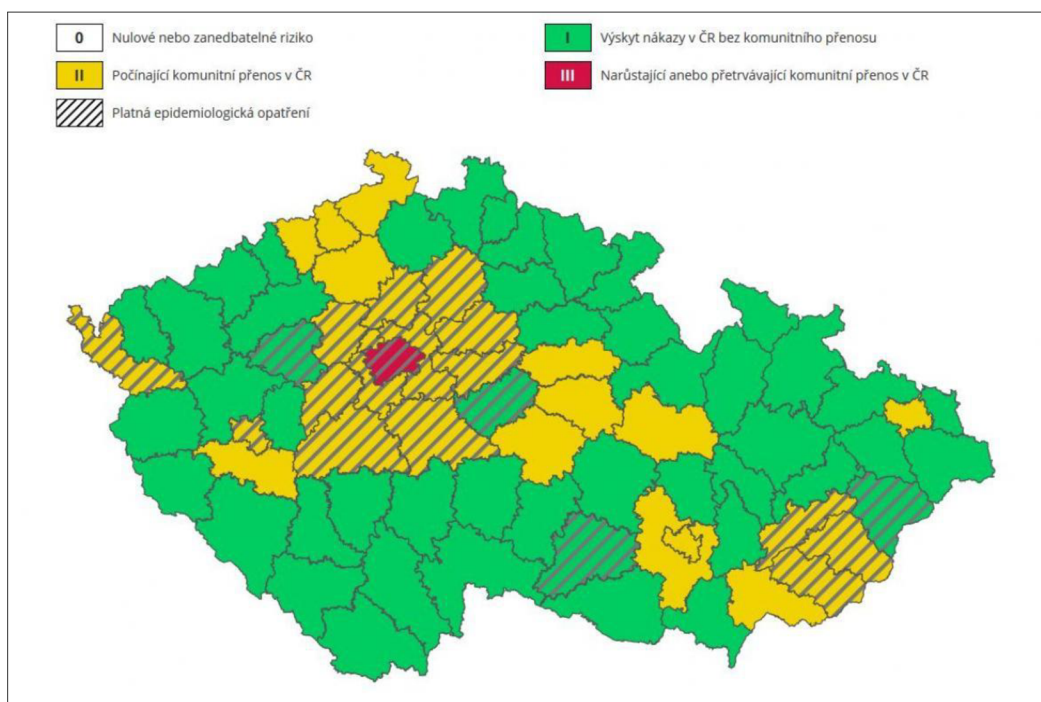 0 Nulové nebo zanedbatelné riziko
I Výskyt nákazy v ČR bez komunitního přenosu
II Počínající komunitní přenos v ČR
III Narůstající anebo přetrvávající komunitní přenos v ČR
Platná epidemiologická opatření